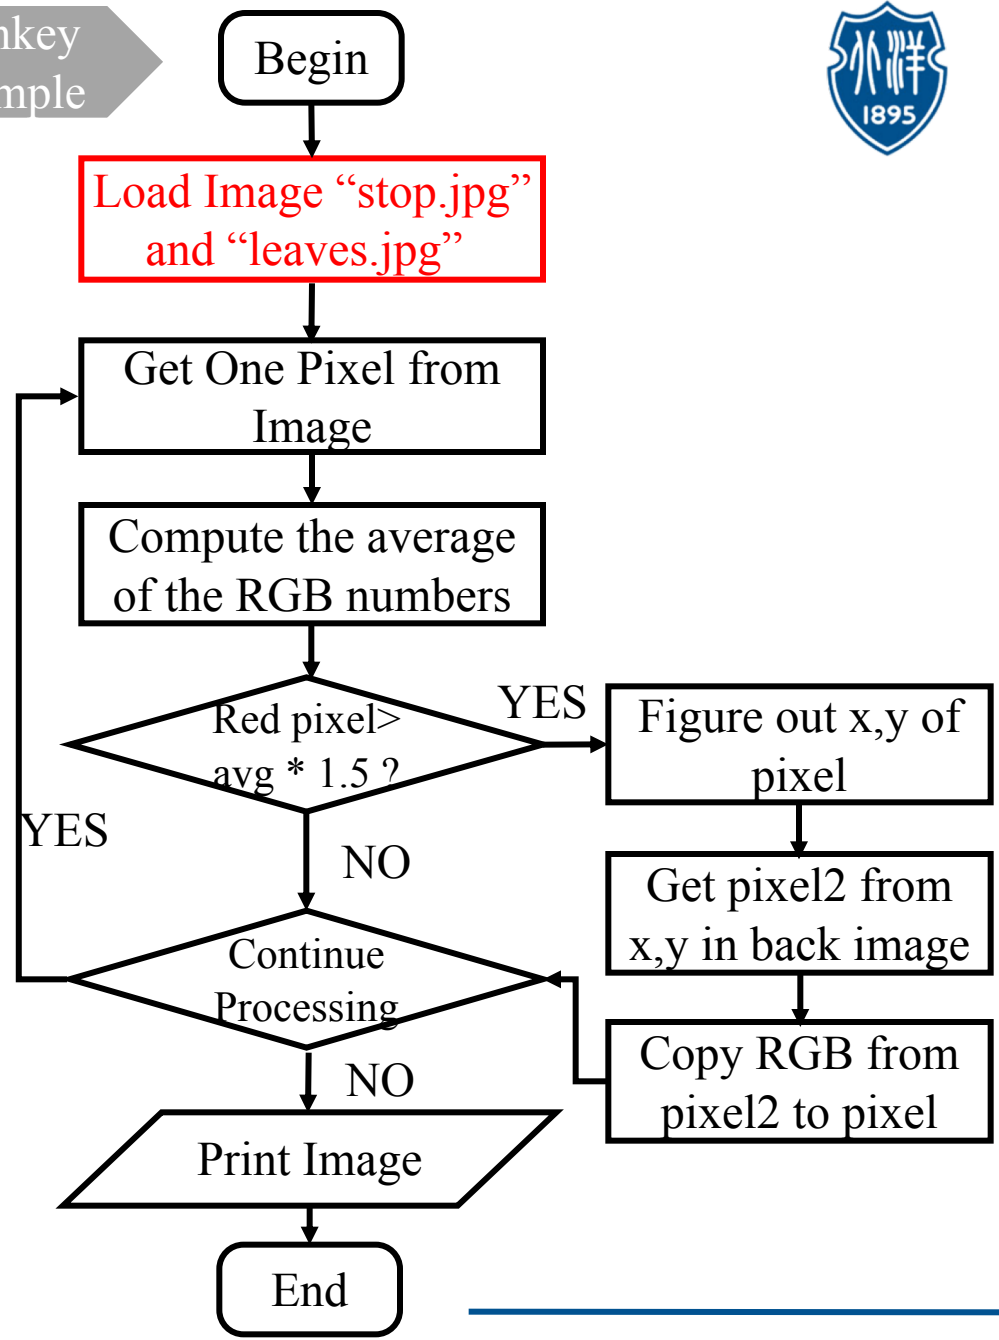 Begin
Load Image “stop.jpg”
and “leaves.jpg”
Get One Pixel from
Image
Compute the average
of the RGB numbers
Red pixel>
avg * 1.5 ?
YES
Figure out x,y of
pixel
YES
NO
Get pixel2 from
x,y in back image
Continue
Processing
Copy RGB from
pixel2 to pixel
NO
Print Image
End
1895